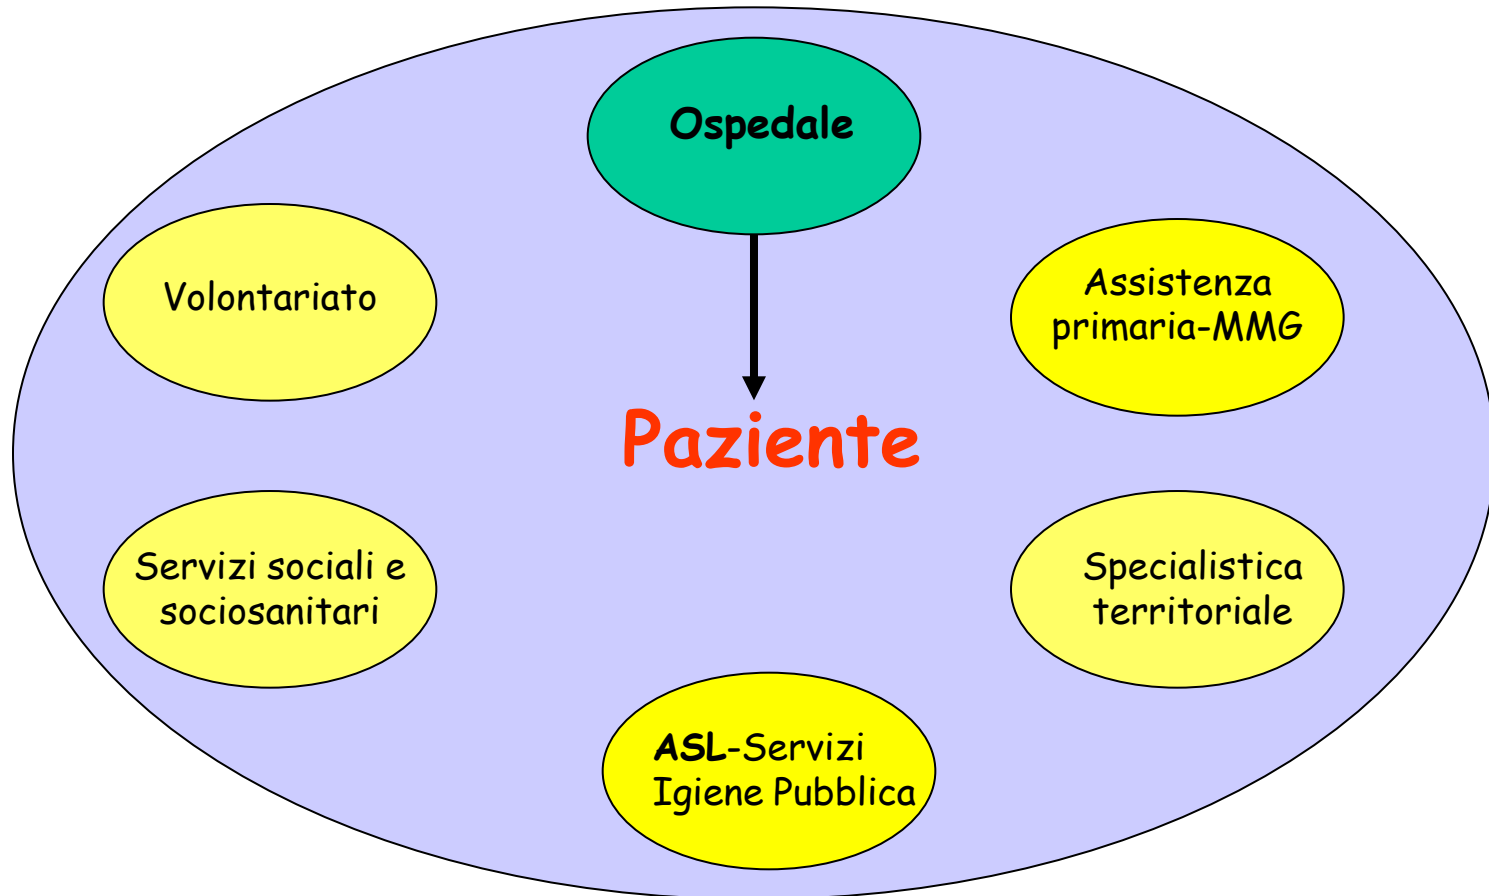 Ospedale
Volontariato
Assistenza
primaria-MMG
Paziente
Servizi sociali e
sociosanitari
Specialistica
territoriale
ASL-Servizi
Igiene Pubblica